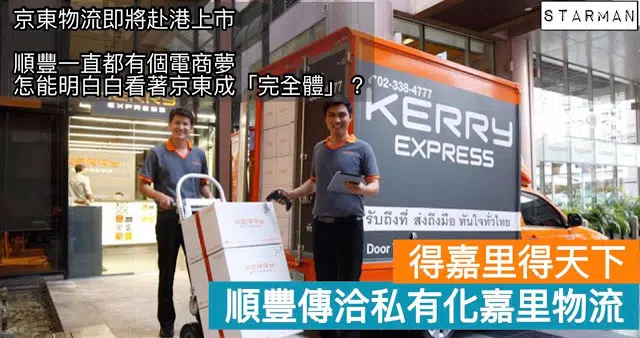 京東物流即將赴港上市
STARMAN
順豐一直都有個電商夢
怎能明白白看著京東成「完全體」？
02-338-4777
KERRY
EXPRESS
รับถึงที่ ส่งถึงมือ ทันใจทั่วไทย
Door
EXPRESS
KERRY
得嘉里得天下
順豐傳洽私有化嘉里物流